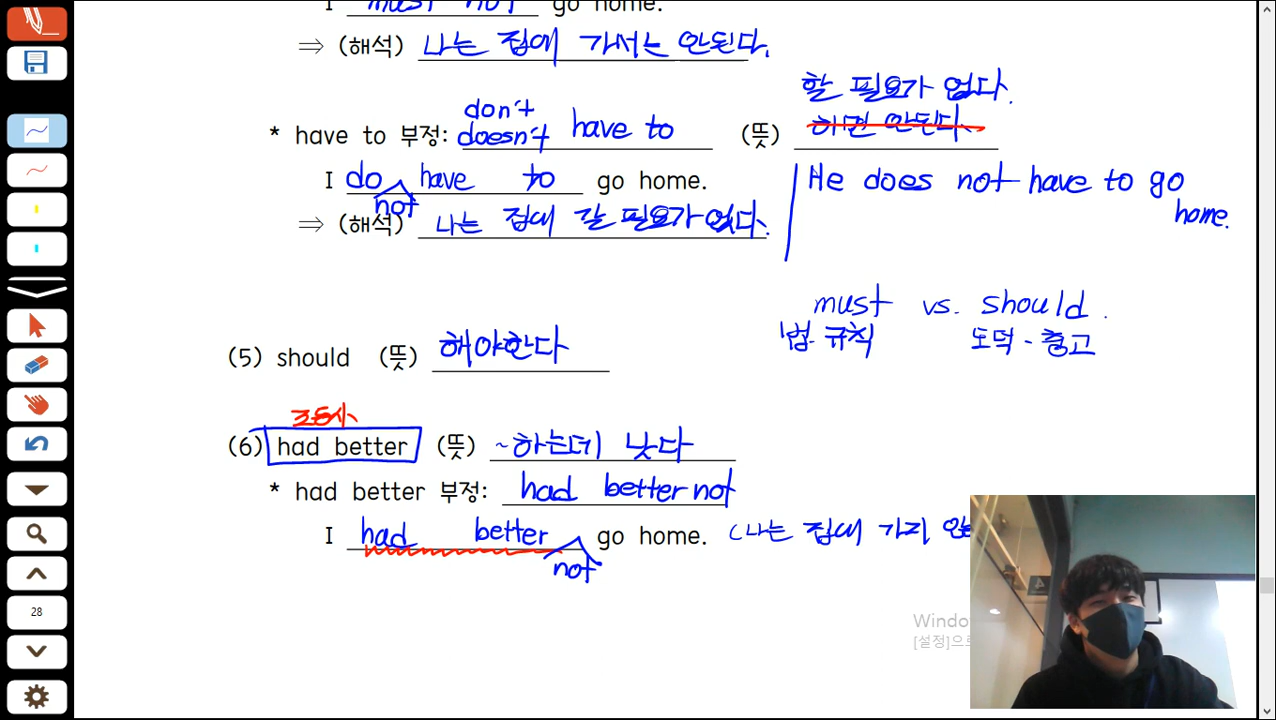 I must not go home.
⇒ (해석) 나는 집에 가서는 안된다.
할 필요가 없다.
don't
* have to 부정: doesn't have to (뜻) 하면 안된다.
I do have to go home.
not
He does not have to go
home.
⇒ (해석) 나는 집에 갈 필요가 없다.
must vs. should.
법. 규칙 도덕 - 충고
(5) should (뜻) 해야한다
조동사
(6) had better (뜻) ~하는데 낫다
* had better 부정: had better not
I had better go home. (나는 집에 가지
not
28
[설정]으로